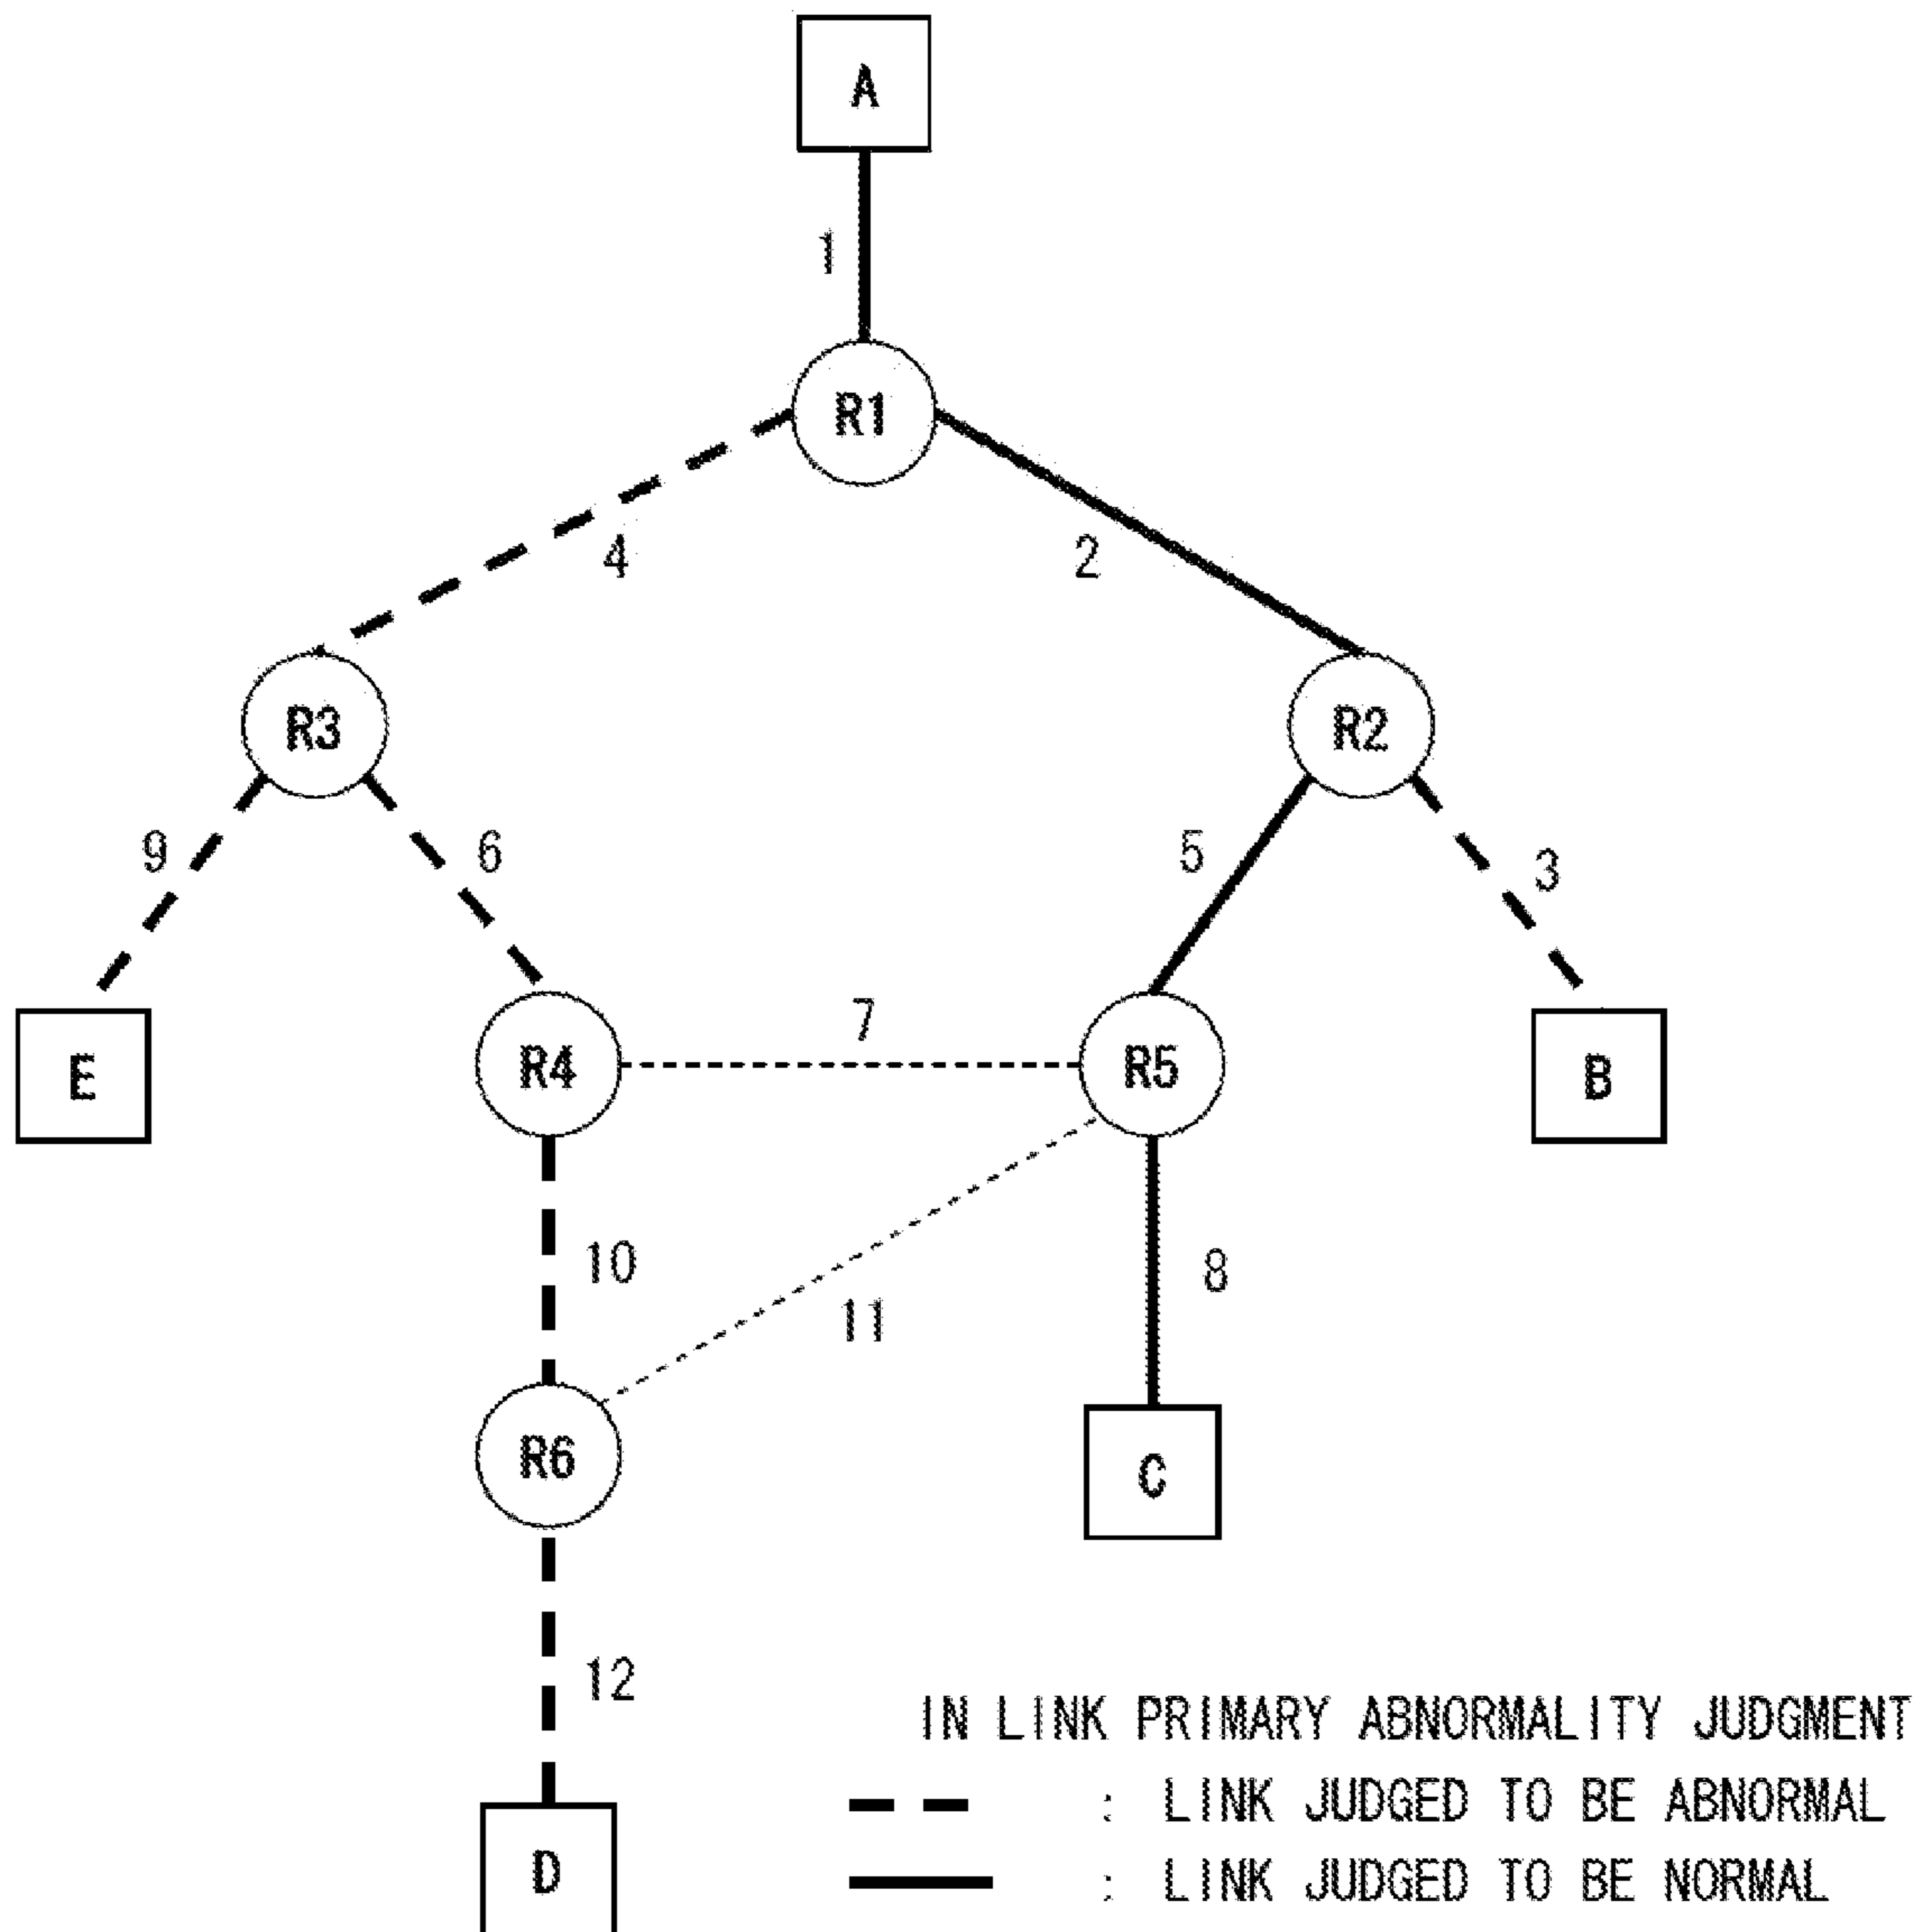 A
1
R1
4
2
R3
R2
9
6
5
3
E
R4
7
R5
B
10
11
8
R6
C
12
D
IN LINK PRIMARY ABNORMALITY JUDGMENT
: LINK JUDGED TO BE ABNORMAL
: LINK JUDGED TO BE NORMAL